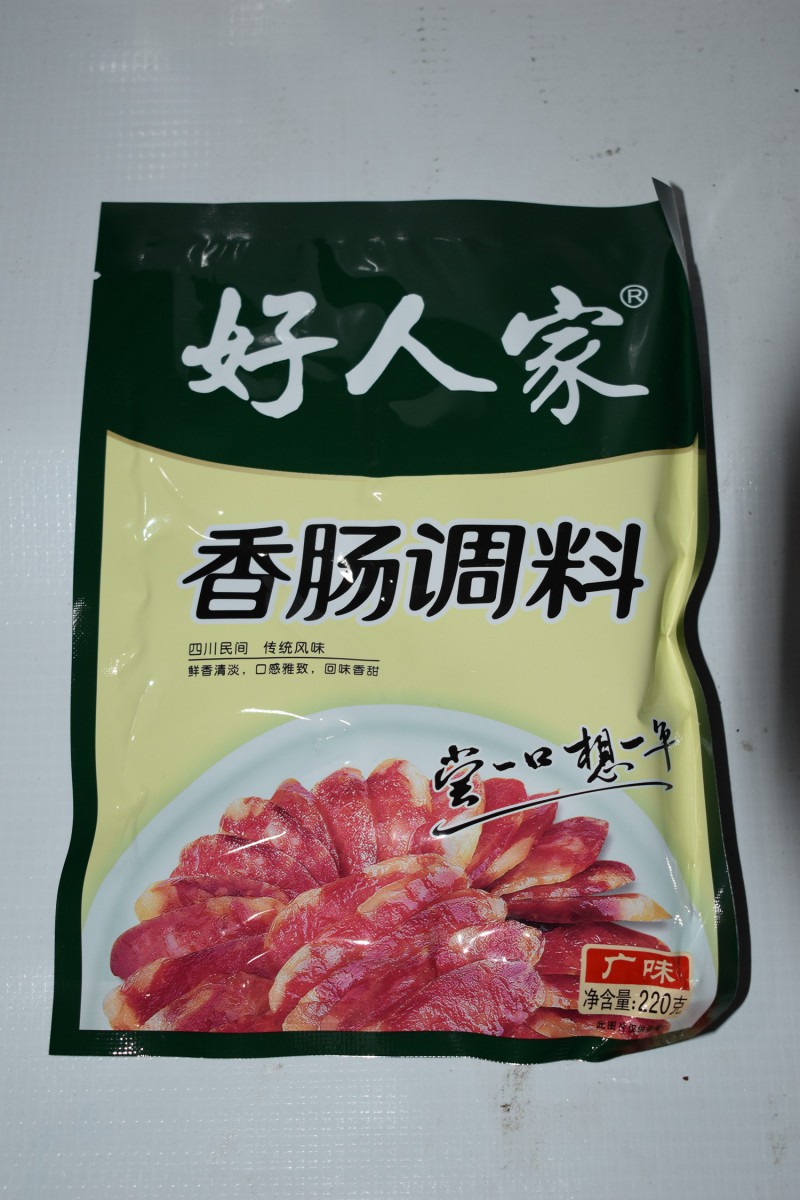 好人家®
香肠调料
四川民间 传统风味
鲜香清淡，口感雅致，回味香甜
尝一口 想一年
广味
净含量:220克